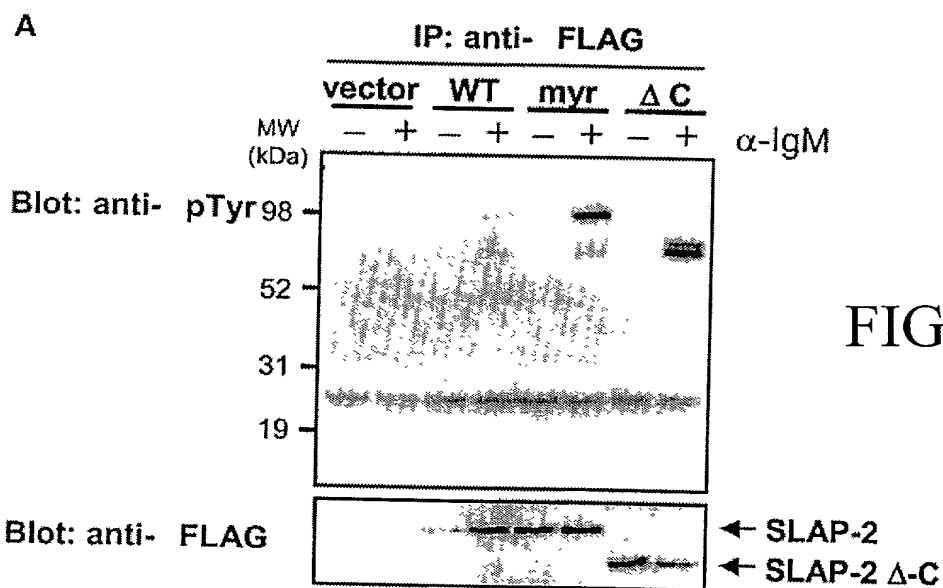 A
IP: anti- FLAG
vector WT myr Δ C
MW (kDa) − + − + − + − + α-IgM
Blot: anti- pTyr 98
52
31
19
FIG
Blot: anti- FLAG
SLAP-2
SLAP-2 Δ-C